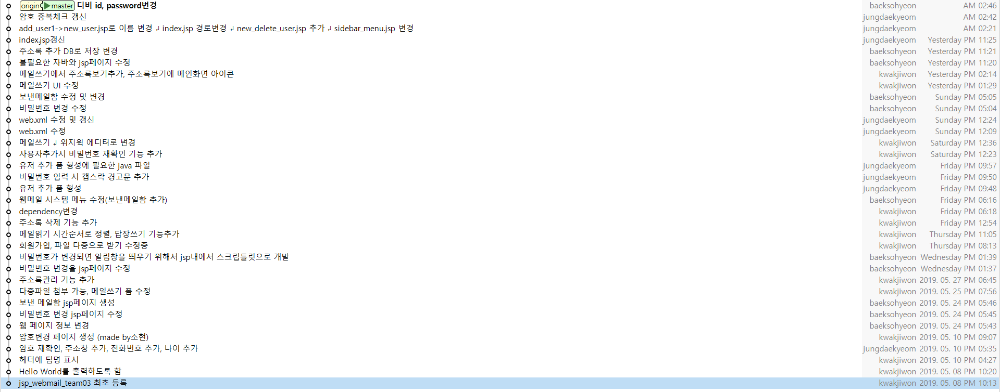 origin master 디비 id, password변경 baeksohyeon AM 02:46
암호 중복체크 갱신 jungdaekyeom AM 02:42
add_user1->new_user.jsp로 이름 변경 ↲ index.jsp 경로변경 ↲ new_delete_user.jsp 추가 ↲ sidebar_menu.jsp 변경 jungdaekyeom AM 02:21
index.jsp갱신 jungdaekyeom Yesterday PM 11:25
주소록 추가 DB로 저장 변경 baeksohyeon Yesterday PM 11:21
불필요한 자바와 jsp페이지 수정 baeksohyeon Yesterday PM 11:20
메일쓰기에서 주소록보기추가, 주소록보기에 메인화면 아이콘 kwakjiwon Yesterday PM 02:14
메일쓰기 UI 수정 kwakjiwon Yesterday PM 01:29
보낸메일함 수정 및 변경 baeksohyeon Sunday PM 05:05
비밀번호 변경 수정 baeksohyeon Sunday PM 05:04
web.xml 수정 및 갱신 jungdaekyeom Sunday PM 12:24
web.xml 수정 jungdaekyeom Sunday PM 12:09
메일쓰기 ↲ 위지윅 에디터로 변경 kwakjiwon Saturday PM 12:36
사용자추가시 비밀번호 재확인 기능 추가 kwakjiwon Saturday PM 12:23
유저 추가 폼 형성에 필요한 java 파일 jungdaekyeom Friday PM 09:57
비밀번호 입력 시 캡스락 경고문 추가 jungdaekyeom Friday PM 09:50
유저 추가 폼 형성 jungdaekyeom Friday PM 09:48
웹메일 시스템 메뉴 수정(보낸메일함 추가) baeksohyeon Friday PM 06:16
dependency변경 kwakjiwon Friday PM 06:18
주소록 삭제 기능 추가 kwakjiwon Friday PM 12:54
메일읽기 시간순서로 정렬, 답장쓰기 기능추가 kwakjiwon Thursday PM 11:05
회원가입, 파일 다중으로 받기 수정중 kwakjiwon Thursday PM 08:13
비밀번호가 변경되면 알림창을 띄우기 위해서 jsp내에서 스크립틀릿으로 개발 baeksohyeon Wednesday PM 01:39
비밀번호 변경을 jsp페이지 수정 baeksohyeon Wednesday PM 01:37
주소록관리 기능 추가 kwakjiwon 2019. 05. 27 PM 06:45
다중파일 첨부 가능, 메일쓰기 폼 수정 kwakjiwon 2019. 05. 25 PM 07:56
보낸 메일함 jsp페이지 생성 baeksohyeon 2019. 05. 24 PM 05:46
비밀번호 변경 jsp페이지 수정 baeksohyeon 2019. 05. 24 PM 05:45
웹 페이지 정보 변경 baeksohyeon 2019. 05. 24 PM 05:43
암호변경 페이지 생성 (made by소현) kwakjiwon 2019. 05. 10 PM 09:07
암호 재확인, 주소창 추가, 전화번호 추가, 나이 추가 jungdaekyeom 2019. 05. 10 PM 05:35
헤더에 팀명 표시 kwakjiwon 2019. 05. 10 PM 04:27
Hello World를 출력하도록 함 kwakjiwon 2019. 05. 08 PM 10:20
jsp_webmail_team03 최초 등록 kwakjiwon 2019. 05. 08 PM 10:13